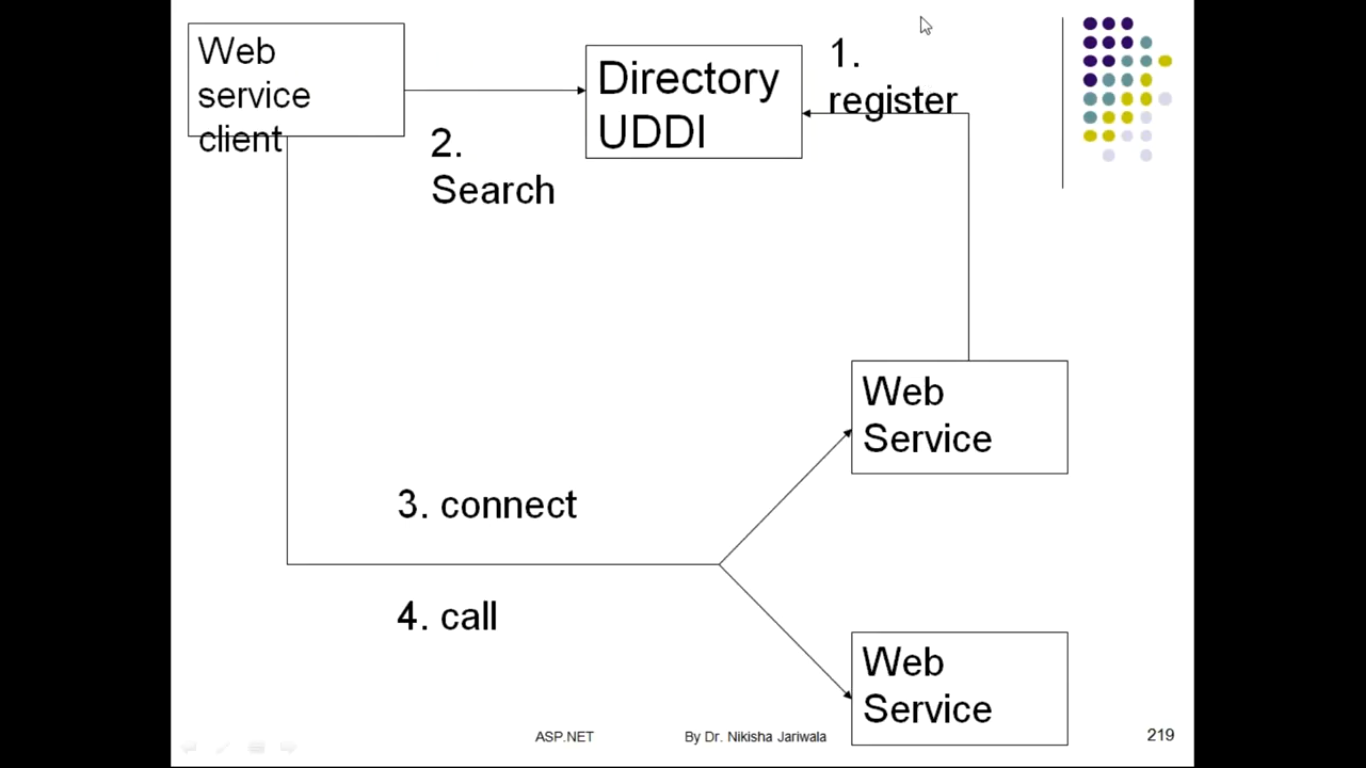 Web
service
client
Directory
UDDI
1.
register
2.
Search
Web
Service
3. connect
4. call
Web
Service
ASP.NET
By Dr. Nikisha Jariwala
219